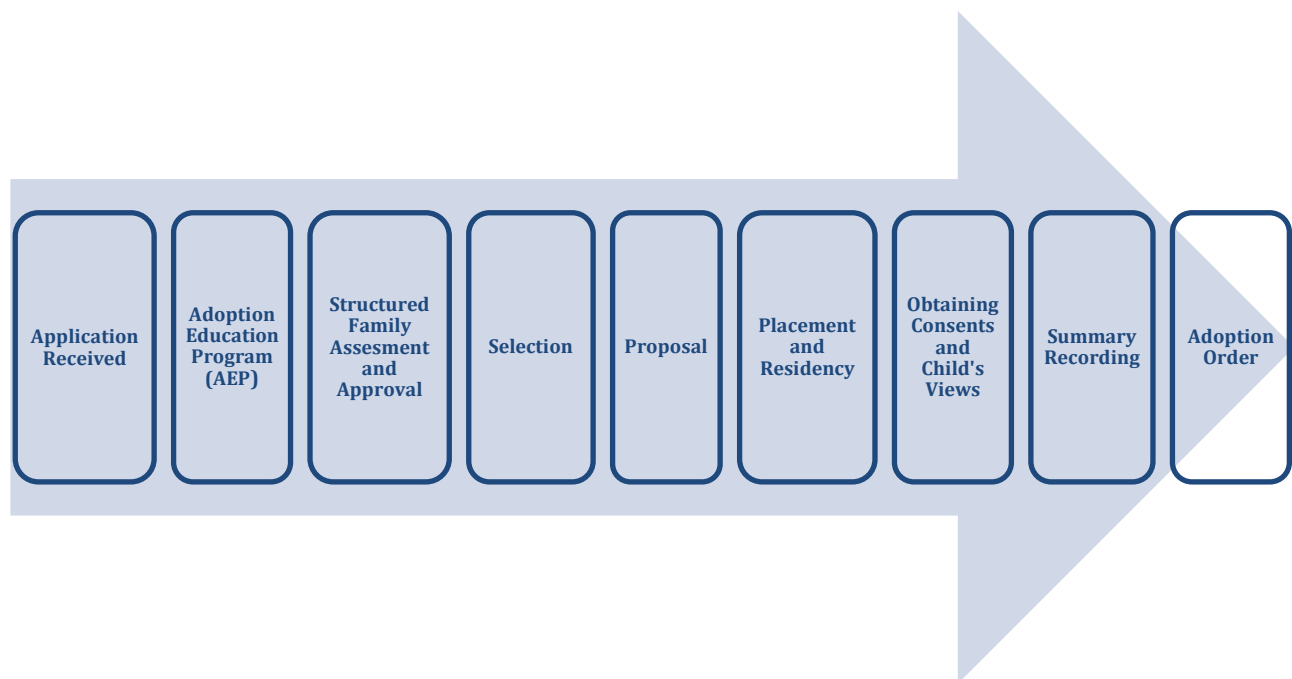 Application
Received
Adoption
Education
Program
(AEP)
Structured
Family
Assesment
and
Approval
Selection
Proposal
Placement
and
Residency
Obtaining
Consents
and
Child's
Views
Summary
Recording
Adoption
Order